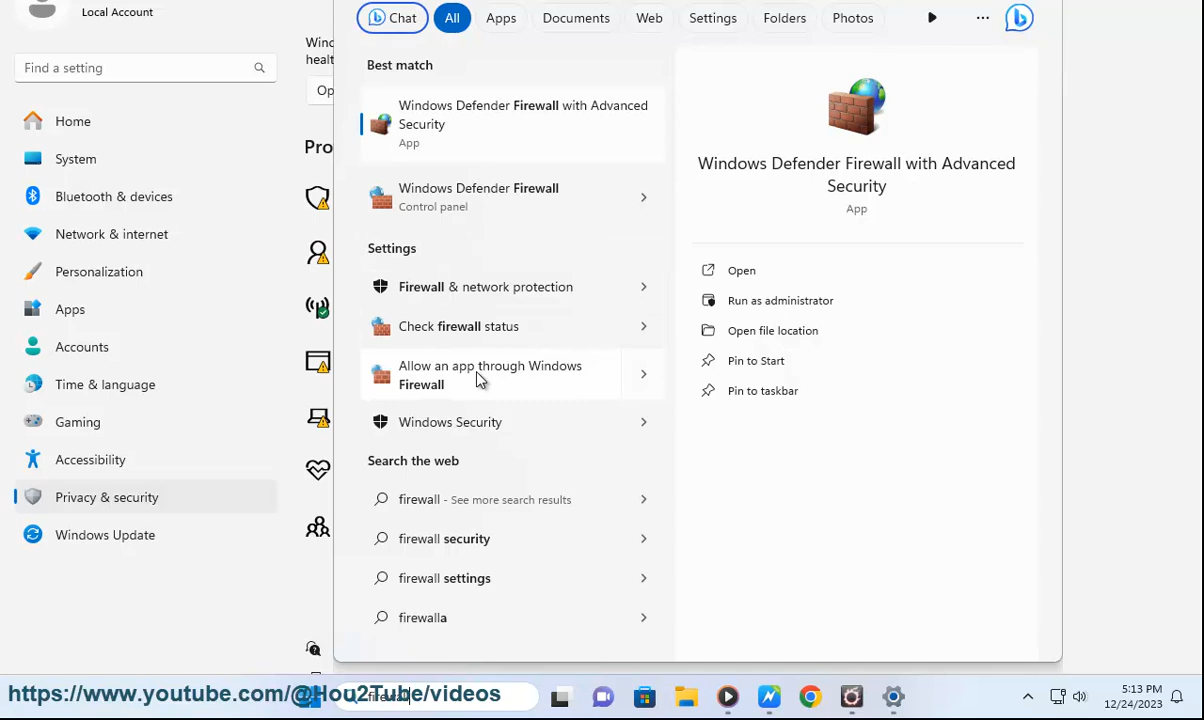 Local Account
Find a setting
Home
System
Bluetooth & devices
Network & internet
Personalization
Apps
Accounts
Time & language
Gaming
Accessibility
Privacy & security
Windows Update
Wind
healt
Op
Pro
Chat
All
Apps
Documents
Web
Settings
Folders
Photos
...
Best match
Windows Defender Firewall with Advanced
Security
App
Windows Defender Firewall
Control panel
Settings
Firewall & network protection
Check firewall status
Allow an app through Windows
Firewall
Windows Security
Search the web
firewall - See more search results
firewall security
firewall settings
firewalla
Windows Defender Firewall with Advanced
Security
App
Open
Run as administrator
Open file location
Pin to Start
Pin to taskbar
https://www.youtube.com/@Hou2Tube/videos
firewall
5:13 PM
12/24/2023